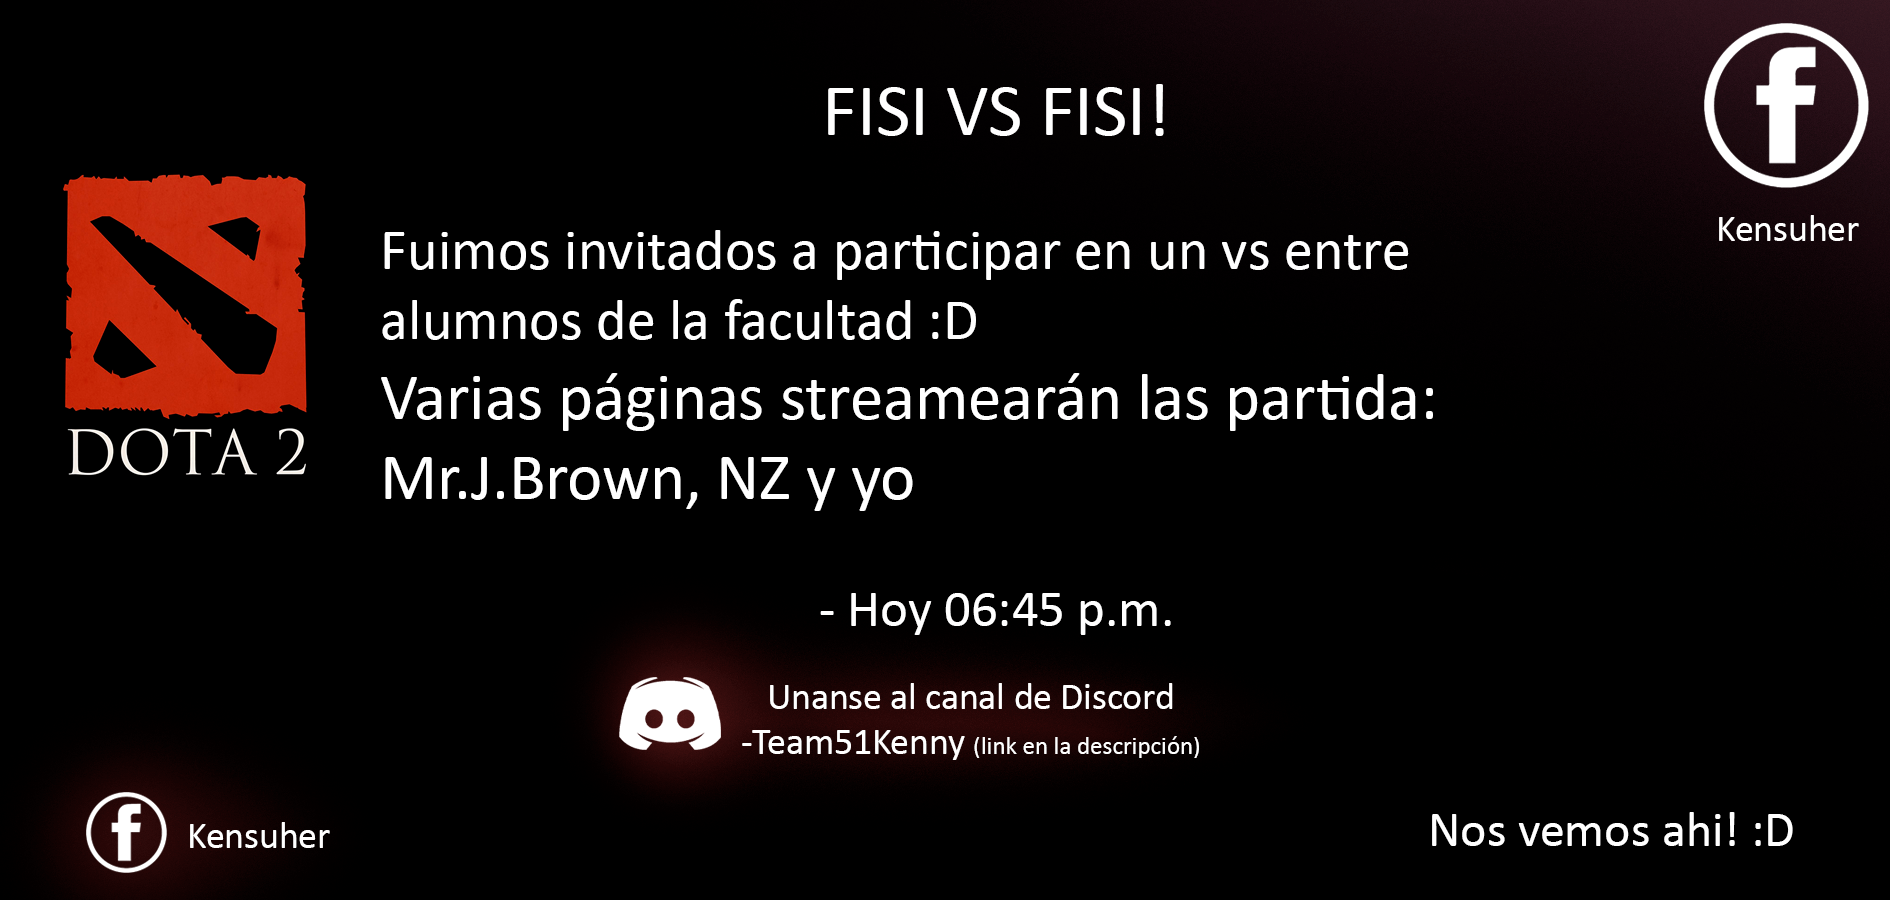 FISI VS FISI!
Kensuher
Fuimos invitados a participar en un vs entre
alumnos de la facultad :D
Varias páginas streamearán las partida:
Mr.J.Brown, NZ y yo
DOTA 2
- Hoy 06:45 p.m.
Unanse al canal de Discord
-Team51Kenny (link en la descripción)
Kensuher
Nos vemos ahi! :D